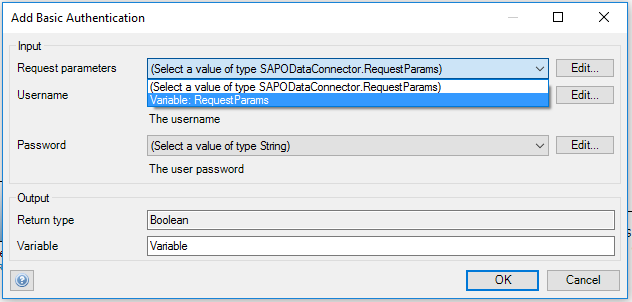 Add Basic Authentication
Input
Request parameters (Select a value of type SAPODataConnector.RequestParams) Edit...
(Select a value of type SAPODataConnector.RequestParams)
Username Variable: RequestParams Edit...
The username
Password (Select a value of type String) Edit...
The user password
Output
Return type Boolean
Variable Variable
OK Cancel